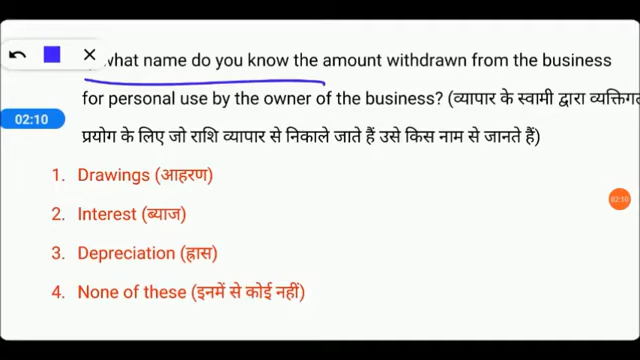 what name do you know the amount withdrawn from the business
02:10
for personal use by the owner of the business? (व्यापार के स्वामी द्वारा व्यक्तिगत
प्रयोग के लिए जो राशि व्यापार से निकाले जाते हैं उसे किस नाम से जानते हैं)
1. Drawings (आहरण)
02:10
2. Interest (ब्याज)
3. Depreciation (ह्रास)
4. None of these (इनमें से कोई नहीं)